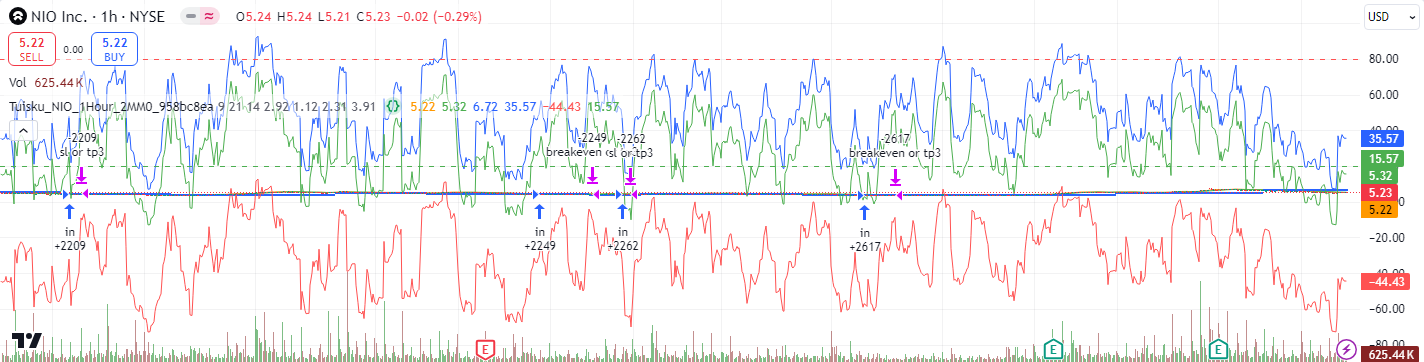 NIO Inc. · 1h · NYSE O5.24 H5.24 L5.21 C5.23 −0.02 (−0.29%)
USD
5.22 SELL 0.00 5.22 BUY
Vol 625.44 K
Tuisku_NIO_1Hour_2MM0_958bc8ea 9 21 14 2.92 1.12 2.31 3.91 5.22 5.32 6.72 35.57 −44.43 15.57
-2209
sl or tp3
-2249
breakeven
-2262
sl or tp3
-2617
breakeven or tp3
in
+2209
in
+2249
in
+2262
in
+2617
80.00
60.00
40.00
35.57
15.57
5.32
5.23
5.22
−20.00
−44.43
−60.00
−80.00
625.44 K
E
E
E